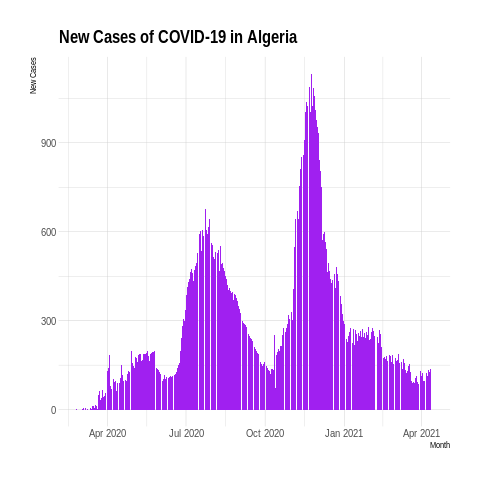 New Cases of COVID-19 in Algeria
New Cases
900
600
300
0
Apr 2020 Jul 2020 Oct 2020 Jan 2021 Apr 2021
Month